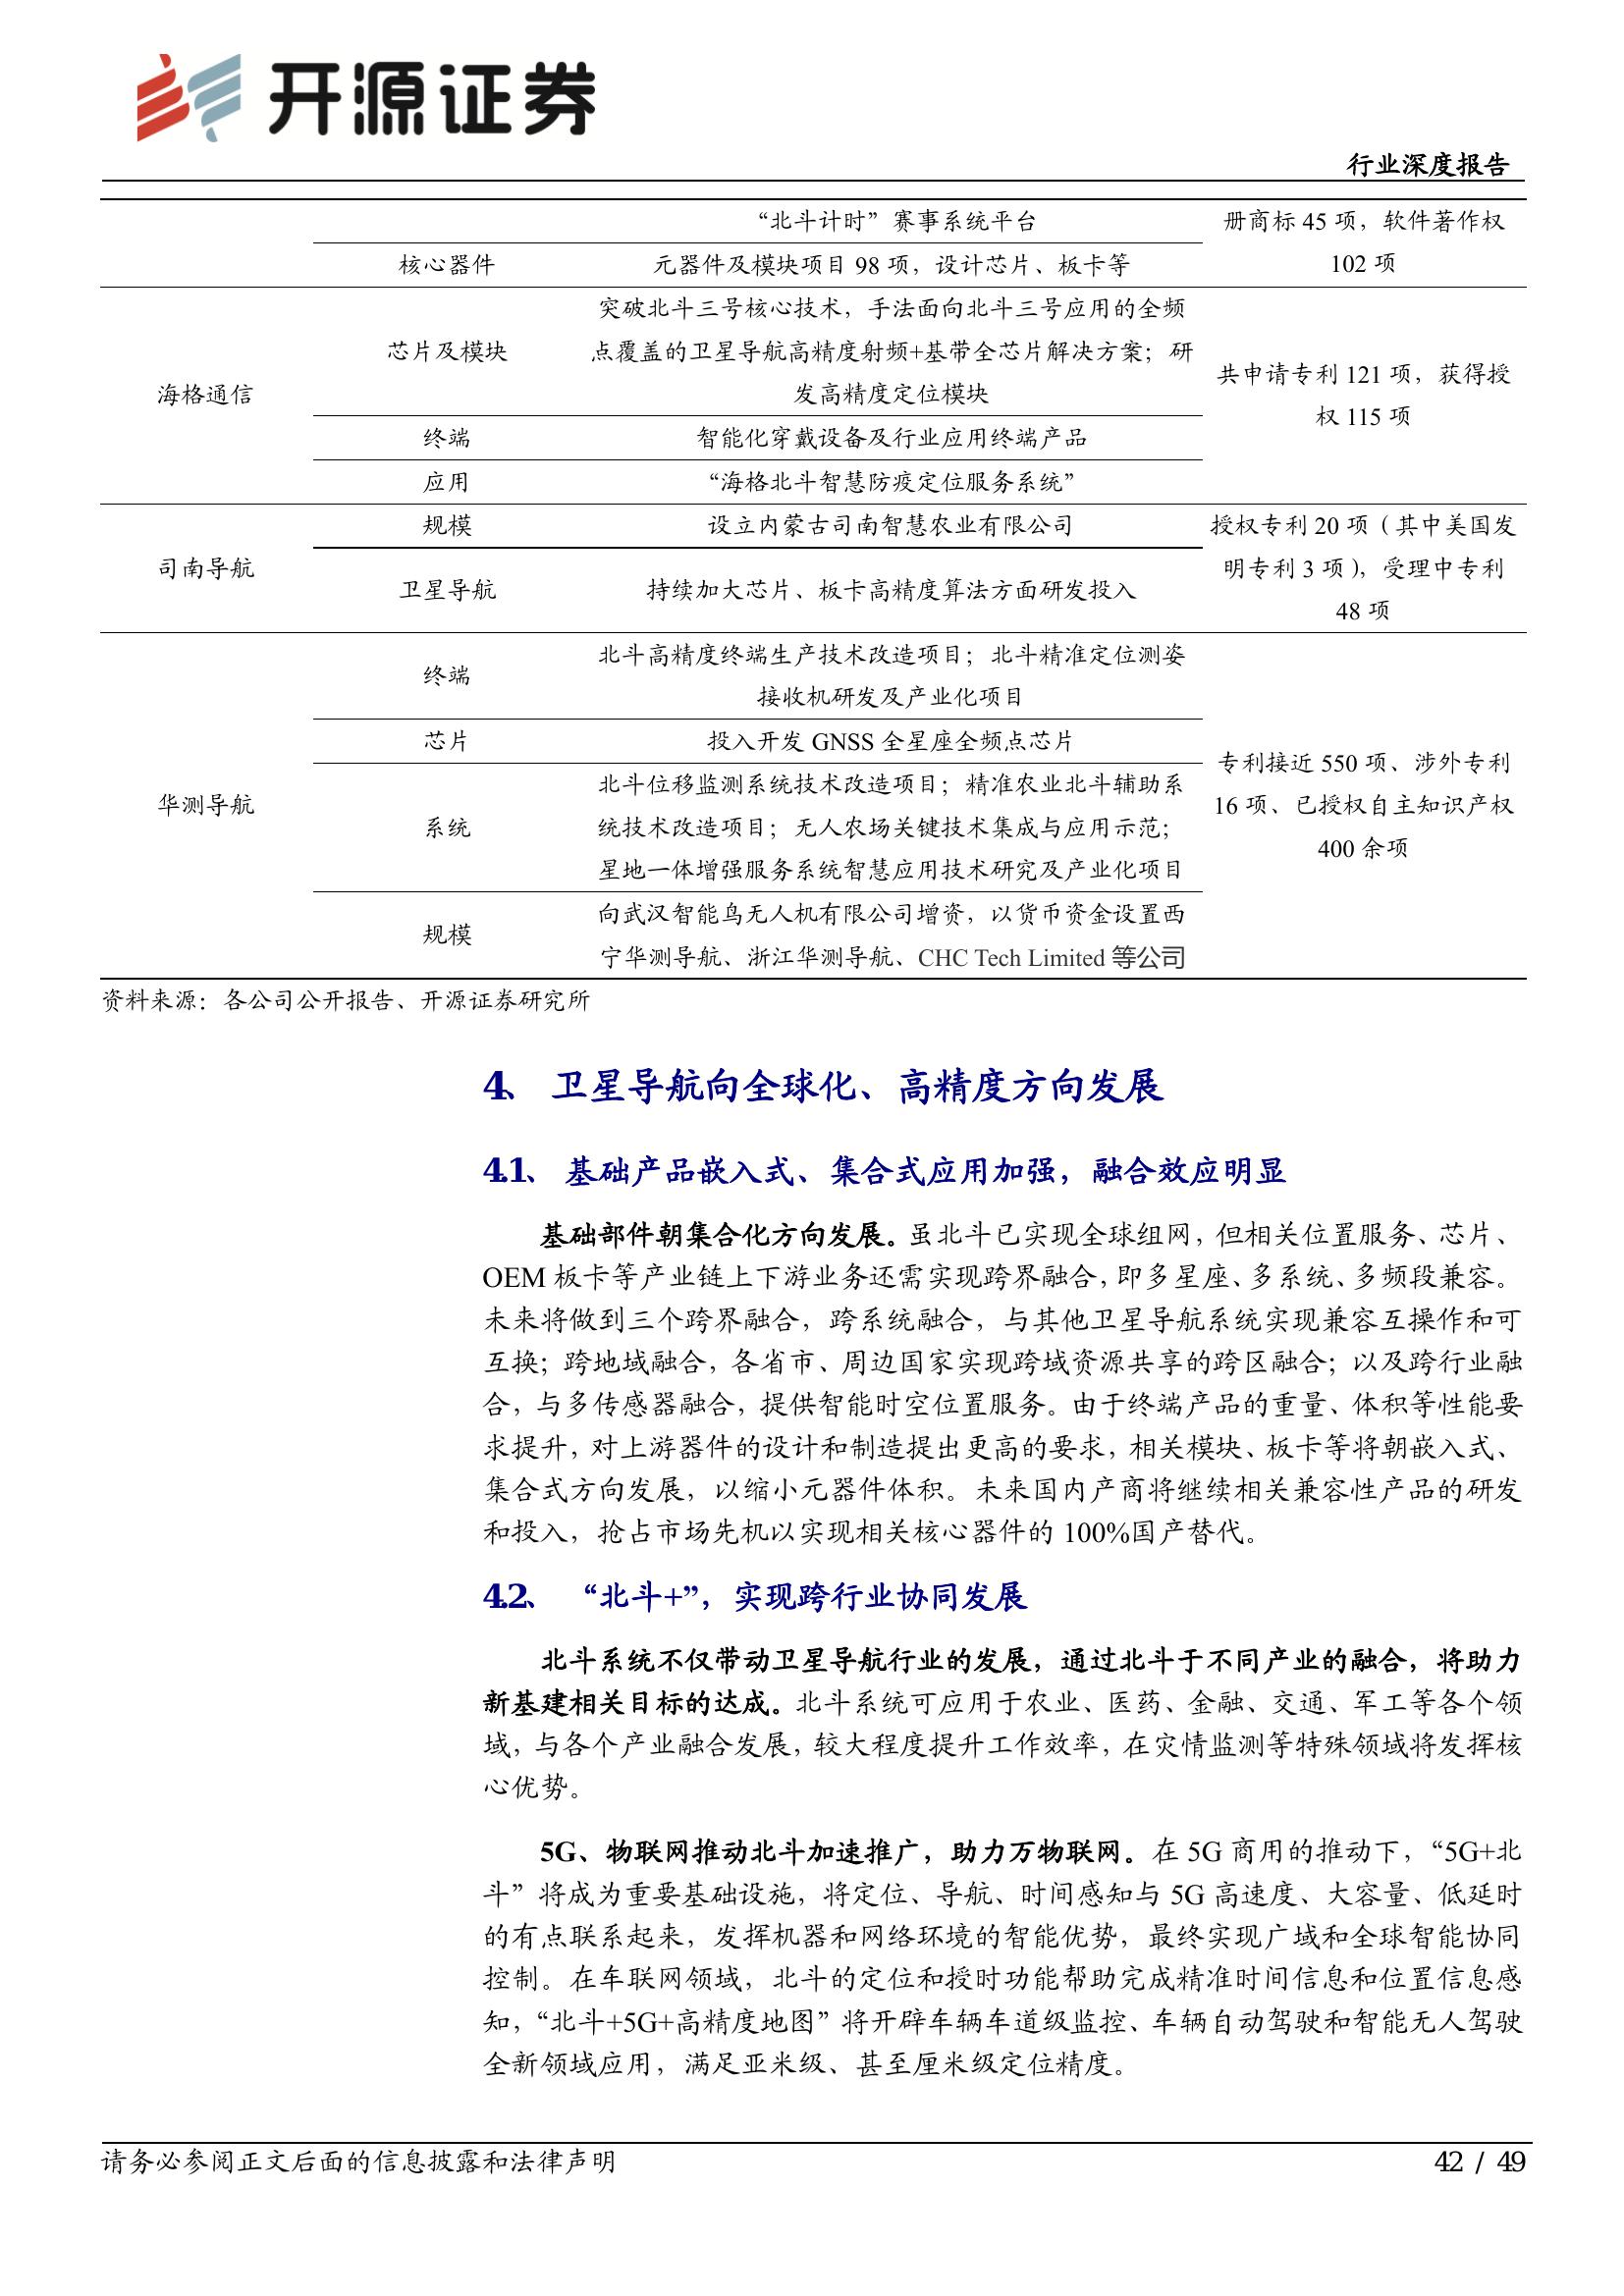 开源证券
行业深度报告
“北斗计时”赛事系统平台
册商标 45 项，软件著作权
102 项
核心器件
元器件及模块项目 98 项，设计芯片、板卡等
海格通信
芯片及模块
突破北斗三号核心技术，手法面向北斗三号应用的全频
点覆盖的卫星导航高精度射频+基带全芯片解决方案；研
发高精度定位模块
共申请专利 121 项，获得授
权 115 项
终端
智能化穿戴设备及行业应用终端产品
应用
“海格北斗智慧防疫定位服务系统”
司南导航
规模
设立内蒙古司南智慧农业有限公司
授权专利 20 项（其中美国发
明专利 3 项），受理中专利
48 项
卫星导航
持续加大芯片、板卡高精度算法方面研发投入
华测导航
终端
北斗高精度终端生产技术改造项目；北斗精准定位测姿
接收机研发及产业化项目
专利接近 550 项、涉外专利
16 项、已授权自主知识产权
400 余项
芯片
投入开发 GNSS 全星座全频点芯片
系统
北斗位移监测系统技术改造项目；精准农业北斗辅助系
统技术改造项目；无人农场关键技术集成与应用示范；
星地一体增强服务系统智慧应用技术研究及产业化项目
规模
向武汉智能鸟无人机有限公司增资，以货币资金设置西
宁华测导航、浙江华测导航、CHC Tech Limited 等公司
资料来源：各公司公开报告、开源证券研究所
4、 卫星导航向全球化、高精度方向发展
4.1、 基础产品嵌入式、集合式应用加强，融合效应明显
基础部件朝集合化方向发展。虽北斗已实现全球组网，但相关位置服务、芯片、
OEM 板卡等产业链上下游业务还需实现跨界融合，即多星座、多系统、多频段兼容。
未来将做到三个跨界融合，跨系统融合，与其他卫星导航系统实现兼容互操作和可
互换；跨地域融合，各省市、周边国家实现跨域资源共享的跨区融合；以及跨行业融
合，与多传感器融合，提供智能时空位置服务。由于终端产品的重量、体积等性能要
求提升，对上游器件的设计和制造提出更高的要求，相关模块、板卡等将朝嵌入式、
集合式方向发展，以缩小元器件体积。未来国内产商将继续相关兼容性产品的研发
和投入，抢占市场先机以实现相关核心器件的 100%国产替代。
4.2、 “北斗+”，实现跨行业协同发展
北斗系统不仅带动卫星导航行业的发展，通过北斗于不同产业的融合，将助力
新基建相关目标的达成。北斗系统可应用于农业、医药、金融、交通、军工等各个领
域，与各个产业融合发展，较大程度提升工作效率，在灾情监测等特殊领域将发挥核
心优势。
5G、物联网推动北斗加速推广，助力万物联网。在 5G 商用的推动下，“5G+北
斗”将成为重要基础设施，将定位、导航、时间感知与 5G 高速度、大容量、低延时
的有点联系起来，发挥机器和网络环境的智能优势，最终实现广域和全球智能协同
控制。在车联网领域，北斗的定位和授时功能帮助完成精准时间信息和位置信息感
知，“北斗+5G+高精度地图”将开辟车辆车道级监控、车辆自动驾驶和智能无人驾驶
全新领域应用，满足亚米级、甚至厘米级定位精度。
请务必参阅正文后面的信息披露和法律声明
42 / 49